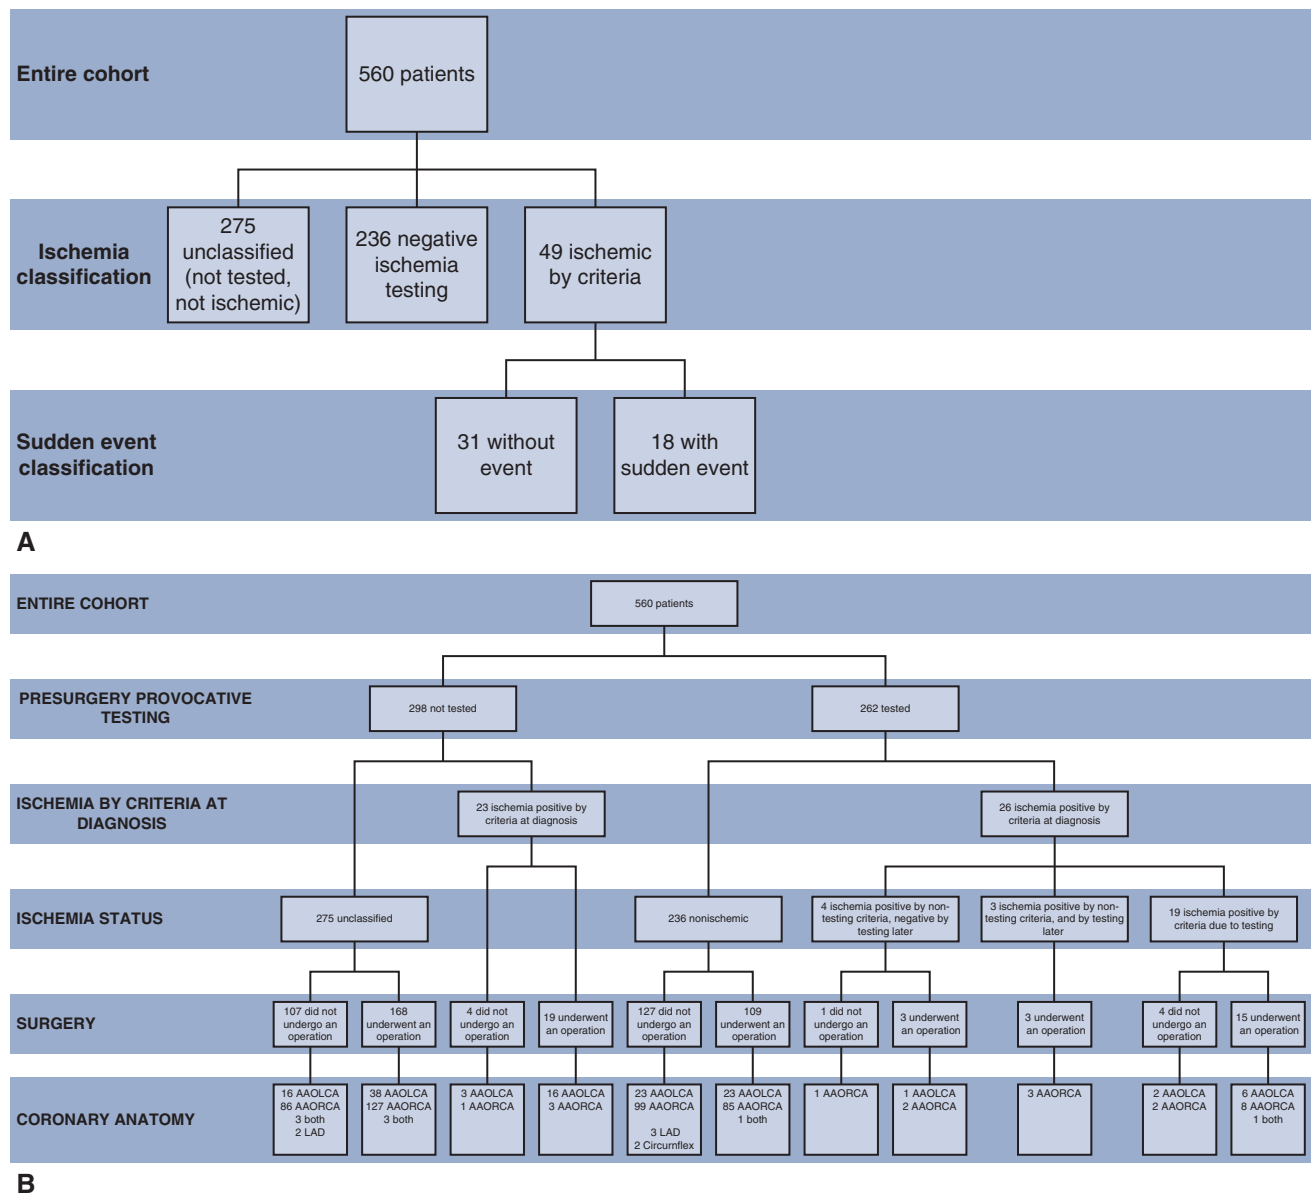 Entire cohort
560 patients
Ischemia
classification
275
unclassified
(not tested,
not ischemic)
236 negative
ischemia
testing
49 ischemic
by criteria
Sudden event
classification
31 without
event
18 with
sudden event
A
ENTIRE COHORT
560 patients
PRESURGERY PROVOCATIVE
TESTING
298 not tested
262 tested
ISCHEMIA BY CRITERIA AT
DIAGNOSIS
23 ischemia positive by
criteria at diagnosis
26 ischemia positive by
criteria at diagnosis
ISCHEMIA STATUS
275 unclassified
236 nonischemic
4 ischemia positive by non-
testing criteria, negative by
testing later
3 ischemia positive by non-
testing criteria, and by testing
later
19 ischemia positive by
criteria due to testing
SURGERY
107 did not
undergo an
operation
168
underwent an
operation
4 did not
undergo an
operation
19 underwent
an operation
127 did not
undergo an
operation
109
underwent an
operation
1 did not
undergo an
operation
3 underwent
an operation
3 underwent
an operation
4 did not
undergo an
operation
15 underwent
an operation
CORONARY ANATOMY
16 AAOLCA
86 AAORCA
3 both
2 LAD
38 AAOLCA
127 AAORCA
3 both
3 AAOLCA
1 AAORCA
16 AAOLCA
3 AAORCA
23 AAOLCA
99 AAORCA
3 LAD
2 Circurnflex
23 AAOLCA
85 AAORCA
1 both
1 AAORCA
1 AAOLCA
2 AAORCA
3 AAORCA
2 AAOLCA
2 AAORCA
6 AAOLCA
8 AAORCA
1 both
B